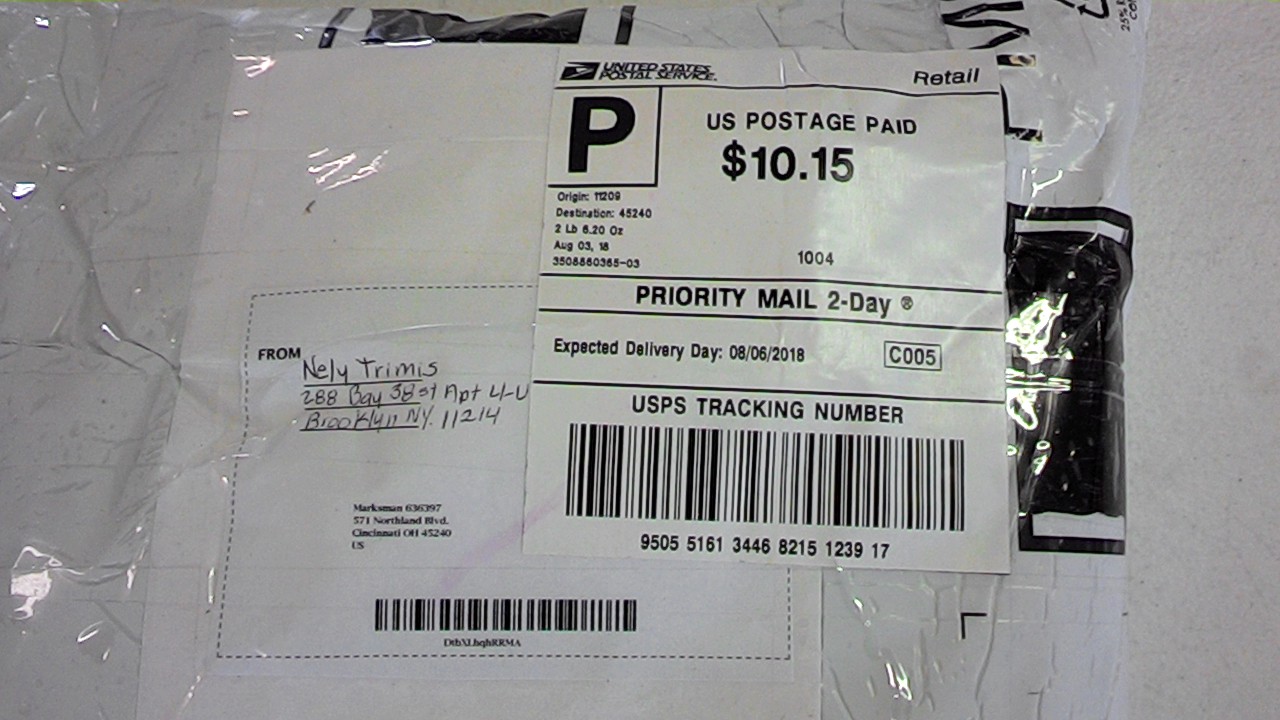 UNITED STATES
POSTAL SERVICE.
Retail
P
US POSTAGE PAID
$10.15
Origin: 11209
Destination: 45240
2 Lb 6.20 Oz
Aug 03, 18
3508860365-03
1004
PRIORITY MAIL 2-Day ®
Expected Delivery Day: 08/06/2018
C005
USPS TRACKING NUMBER
9505 5161 3446 8215 1239 17
FROM
Nely Trimis
288 Bay 38st Apt 4-U
Brooklyn NY. 11214
Marksman 636397
571 Northland Blvd.
Cincinnati OH 45240
US
DtbXLhqhRRMA
25%